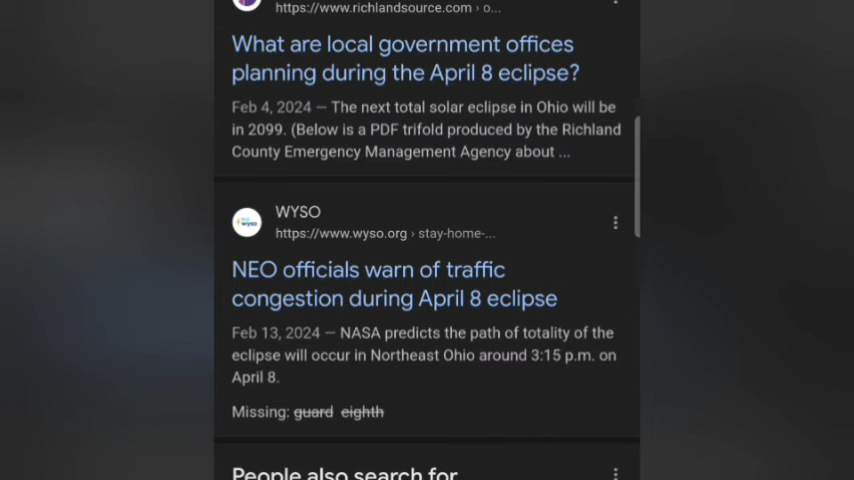 https://www.richlandsource.com › o...
What are local government offices
planning during the April 8 eclipse?
Feb 4, 2024 — The next total solar eclipse in Ohio will be
in 2099. (Below is a PDF trifold produced by the Richland
County Emergency Management Agency about ...
WYSO
https://www.wyso.org › stay-home-...
NEO officials warn of traffic
congestion during April 8 eclipse
Feb 13, 2024 — NASA predicts the path of totality of the
eclipse will occur in Northeast Ohio around 3:15 p.m. on
April 8.
Missing: guard eighth
People also search for